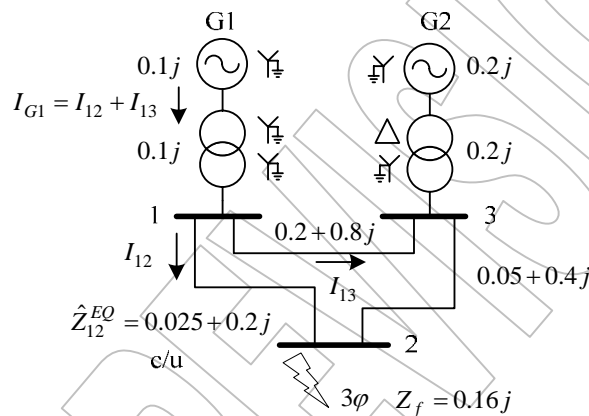 G1 G2
0.1j 0.2j
I_{G1} = I_{12} + I_{13}
0.1j 0.2j
1 3
0.2+0.8j
I_{12}
I_{13}
0.05+0.4j
\hat{Z}_{12}^{EQ} = 0.025+0.2j
c/u
2
3φ Z_f = 0.16j